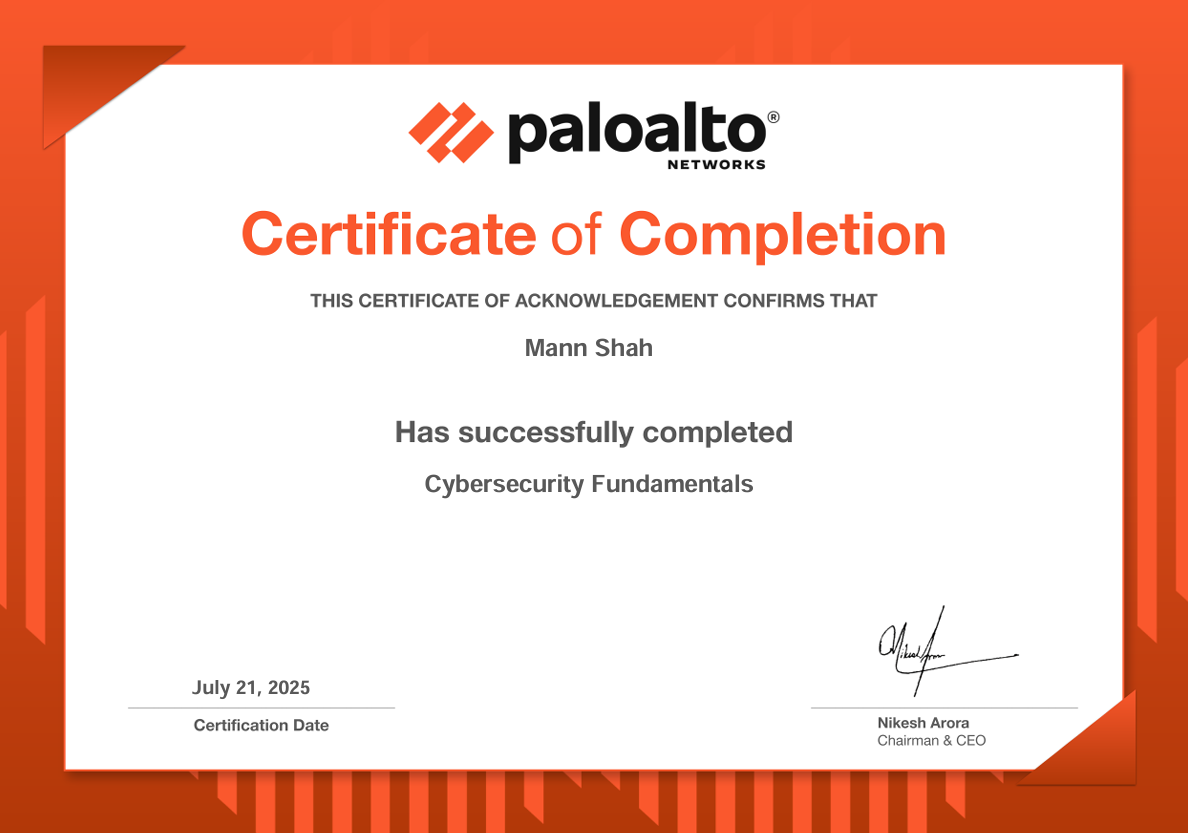 paloalto®
NETWORKS
Certificate of Completion
THIS CERTIFICATE OF ACKNOWLEDGEMENT CONFIRMS THAT
Mann Shah
Has successfully completed
Cybersecurity Fundamentals
Nikesh Arora
July 21, 2025
Certification Date
Nikesh Arora
Chairman & CEO